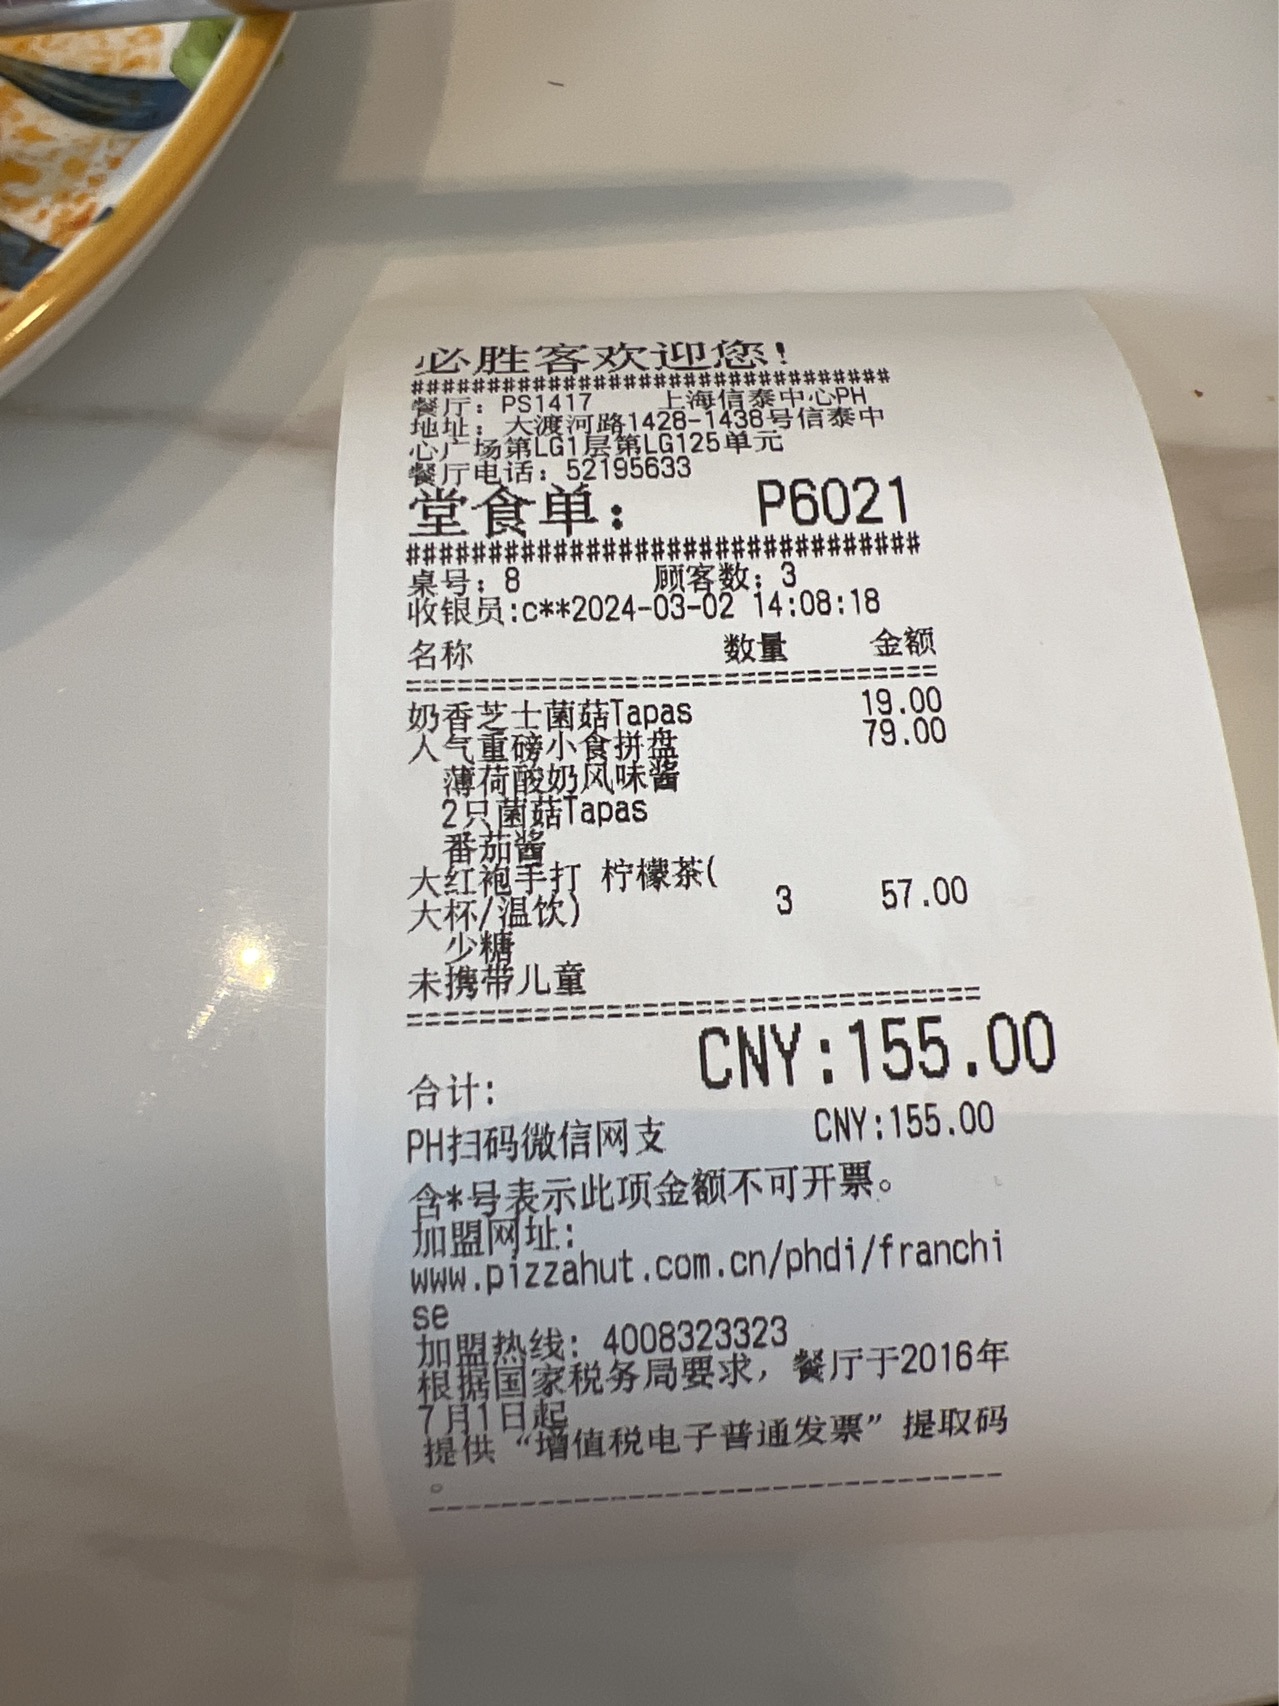 必胜客欢迎您!
################################
餐厅: PS1417 上海信泰中心PH
地址: 大渡河路1428-1438号信泰中
心广场第LG1层第LG125单元
餐厅电话: 52195633
堂食单: P6021
################################
桌号: 8 顾客数: 3
收银员:c**2024-03-02 14:08:18
名称 数量 金额
================================
奶香芝士菌菇Tapas 19.00
人气重磅小食拼盘 79.00
薄荷酸奶风味酱
2只菌菇Tapas
番茄酱
大红袍手打 柠檬茶(
大杯/温饮) 3 57.00
少糖
未携带儿童
================================
合计: CNY:155.00
PH扫码微信网支 CNY:155.00
含*号表示此项金额不可开票。
加盟网址:
www.pizzahut.com.cn/phdi/franchi
se
加盟热线: 4008323323
根据国家税务局要求, 餐厅于2016年
7月1日起
提供“增值税电子普通发票”提取码
。
--------------------------------